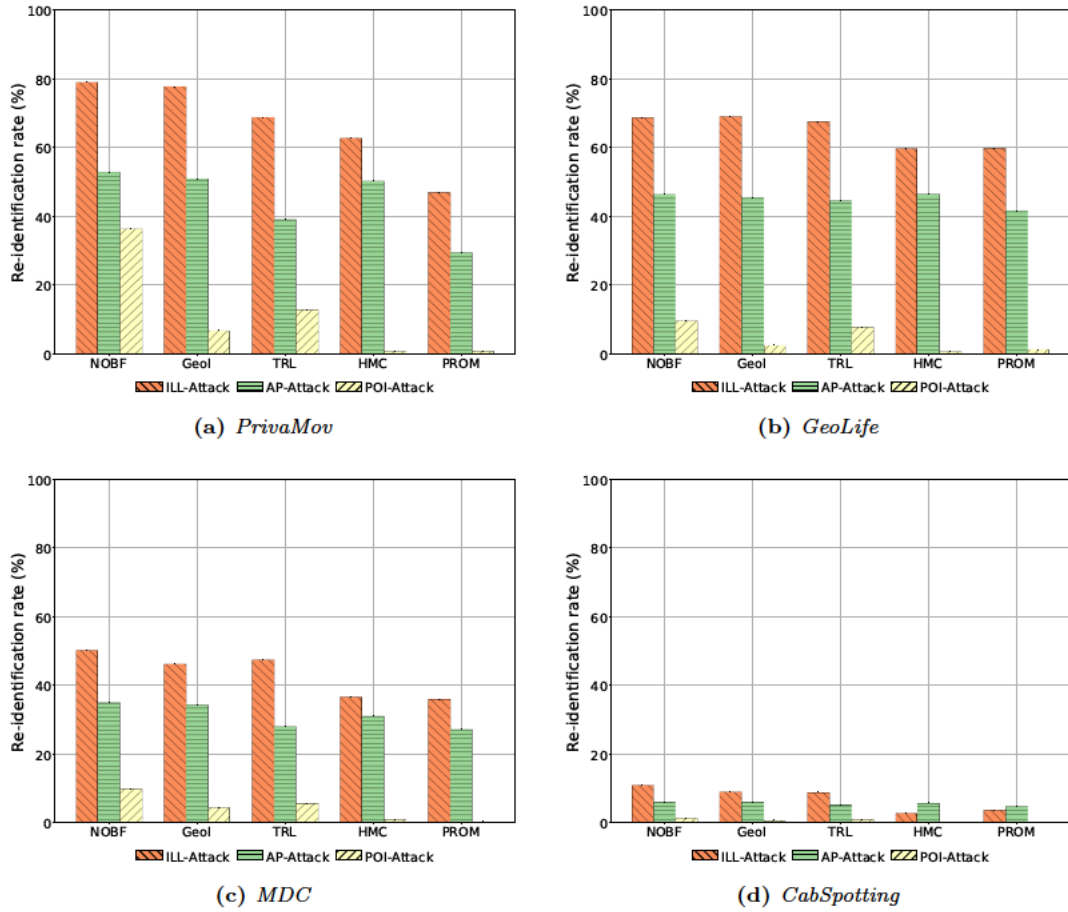 100
80
60
40
20
0
Re-identification rate (%)
NOBF GeoI TRL HMC PROM
ILL-Attack AP-Attack POI-Attack
(a) PrivaMov
100
80
60
40
20
0
Re-identification rate (%)
NOBF GeoI TRL HMC PROM
ILL-Attack AP-Attack POI-Attack
(b) GeoLife
100
80
60
40
20
0
Re-identification rate (%)
NOBF GeoI TRL HMC PROM
ILL-Attack AP-Attack POI-Attack
(c) MDC
100
80
60
40
20
0
Re-identification rate (%)
NOBF GeoI TRL HMC PROM
ILL-Attack AP-Attack POI-Attack
(d) CabSpotting